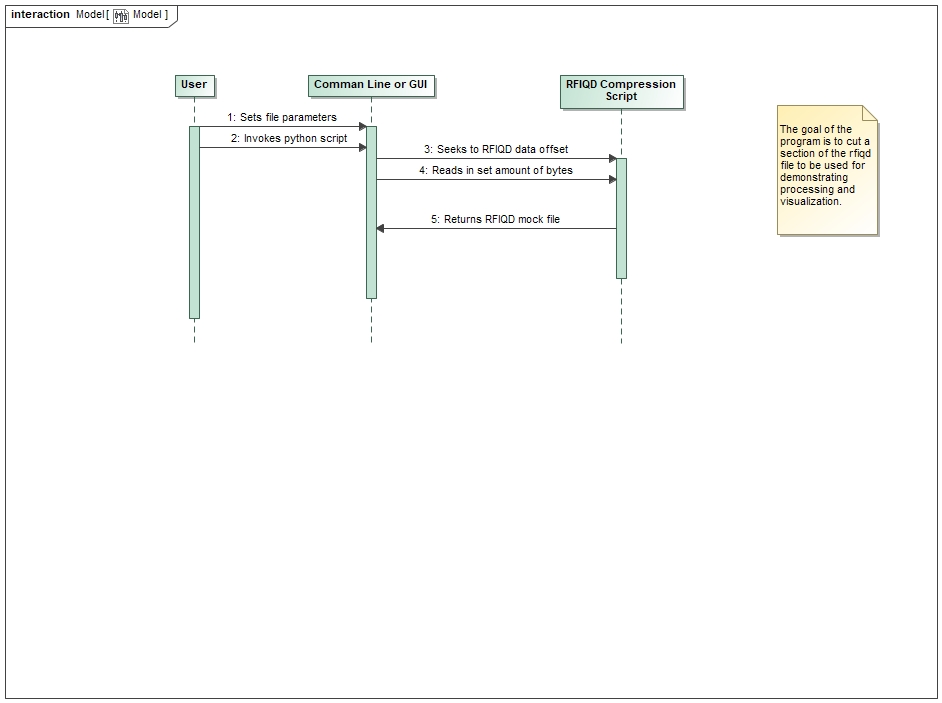 interaction Model [ Model ]
User
Comman Line or GUI
RFIQD Compression
Script
1: Sets file parameters
2: Invokes python script
3: Seeks to RFIQD data offset
4: Reads in set amount of bytes
5: Returns RFIQD mock file
The goal of the
program is to cut a
section of the rfiqd
file to be used for
demonstrating
processing and
visualization.